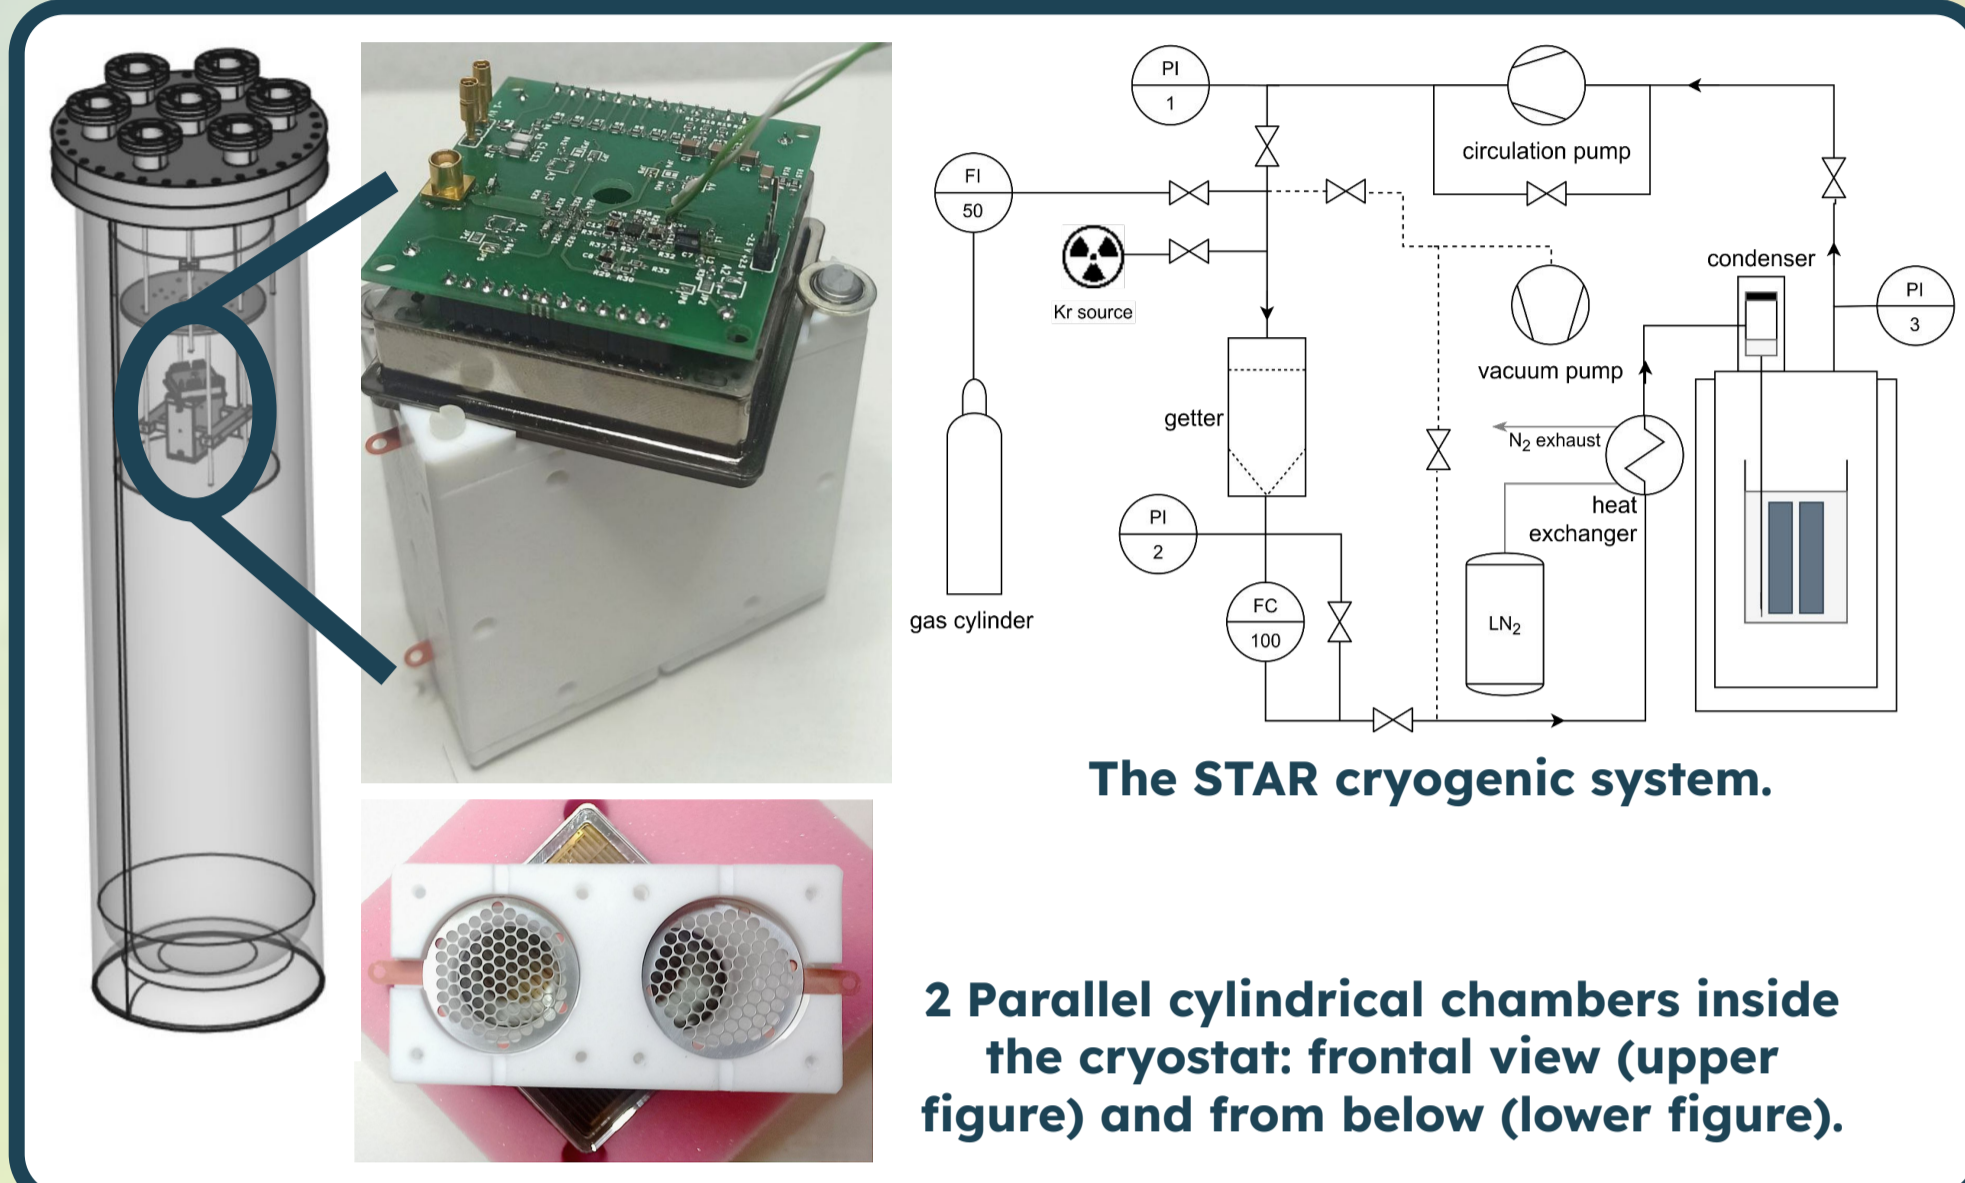 PI
1
circulation pump
FI
50
Kr source
condenser
PI
3
vacuum pump
getter
N₂ exhaust
heat
exchanger
PI
2
gas cylinder
FC
100
LN₂
The STAR cryogenic system.
2 Parallel cylindrical chambers inside
the cryostat: frontal view (upper
figure) and from below (lower figure).